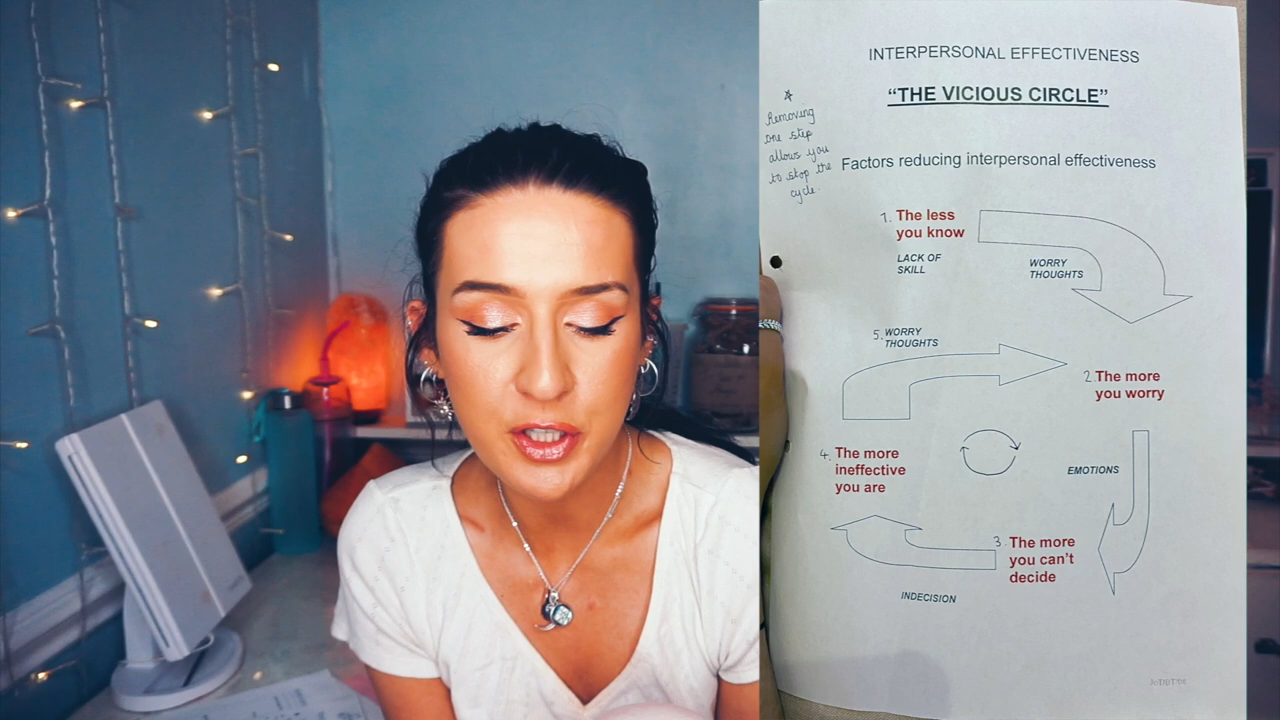 INTERPERSONAL EFFECTIVENESS
“THE VICIOUS CIRCLE”
☆
Removing
one step
allows you
to stop the
cycle.
Factors reducing interpersonal effectiveness
1. The less
you know
LACK OF
SKILL
WORRY
THOUGHTS
5. WORRY
THOUGHTS
2. The more
you worry
4. The more
ineffective
you are
EMOTIONS
3. The more
you can’t
decide
INDECISION